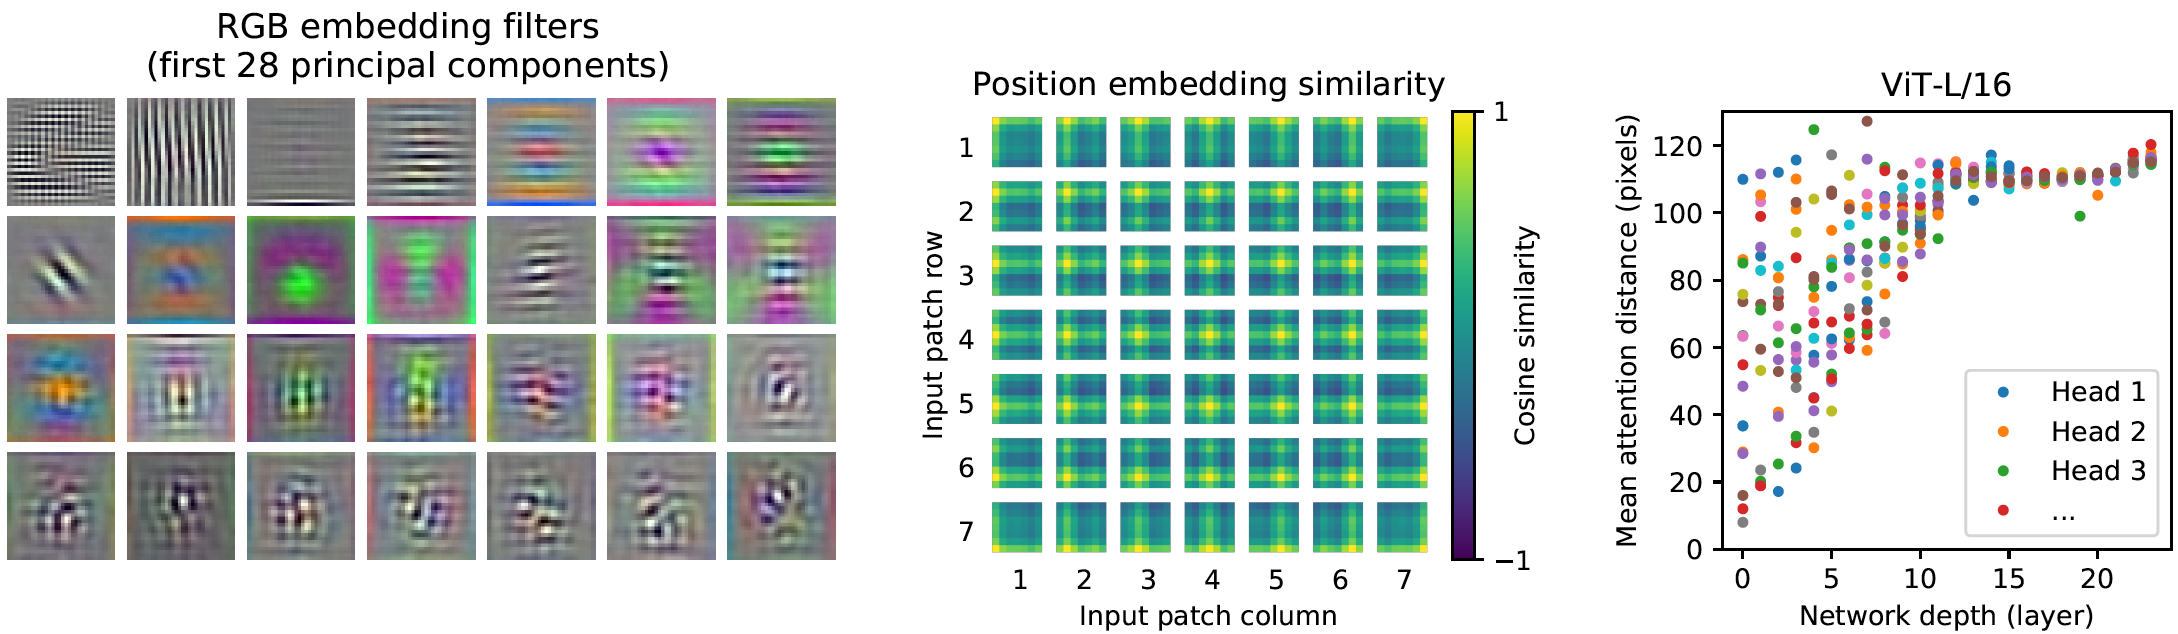 RGB embedding filters
(first 28 principal components)
Position embedding similarity
Input patch row
1
2
3
4
5
6
7
1 2 3 4 5 6 7
Input patch column
1
−1
Cosine similarity
ViT-L/16
Mean attention distance (pixels)
120
100
80
60
40
20
0
0 5 10 15 20
Network depth (layer)
Head 1
Head 2
Head 3
...